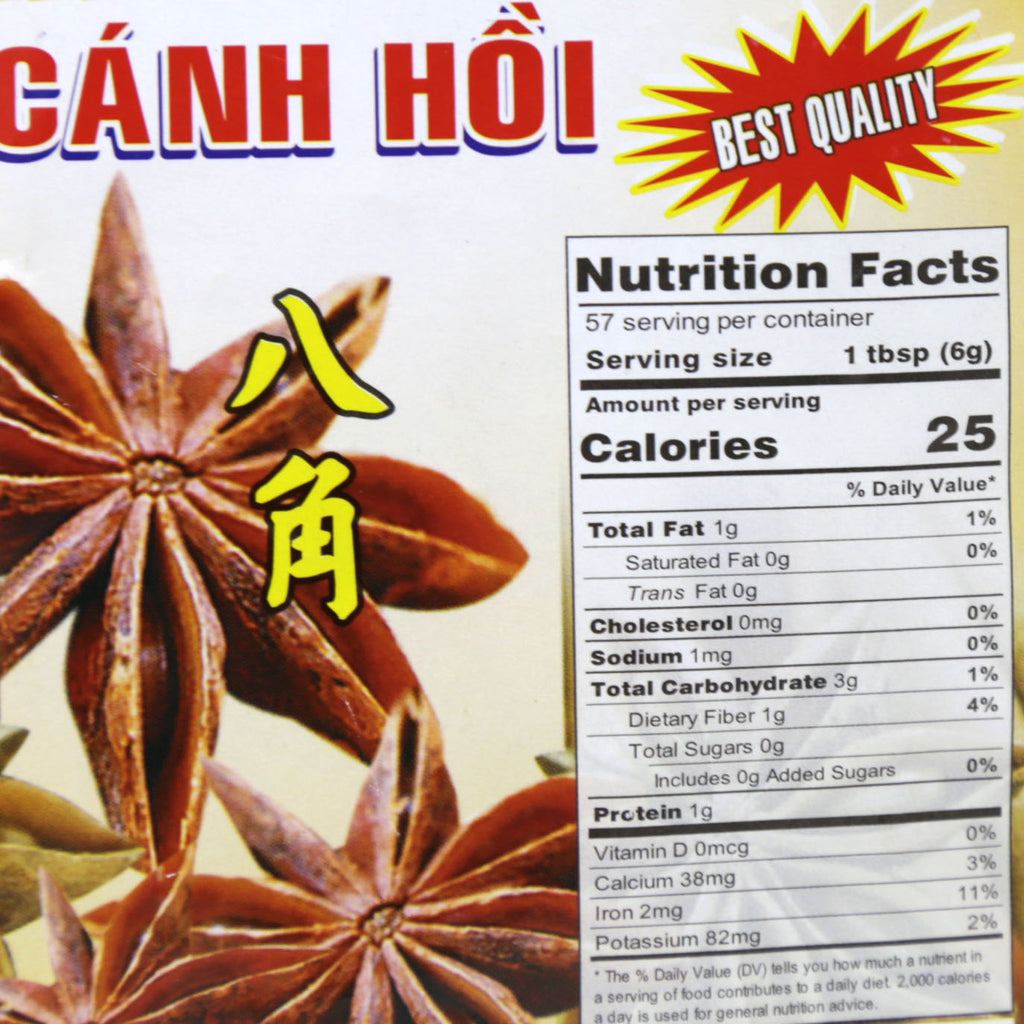 CÁNH HỒI
BEST QUALITY
八
角
Nutrition Facts
57 serving per container
Serving size 1 tbsp (6g)
Amount per serving
Calories 25
% Daily Value*
Total Fat 1g 1%
Saturated Fat 0g 0%
Trans Fat 0g
Cholesterol 0mg 0%
Sodium 1mg 0%
Total Carbohydrate 3g 1%
Dietary Fiber 1g 4%
Total Sugars 0g
Includes 0g Added Sugars 0%
Protein 1g
Vitamin D 0mcg 0%
Calcium 38mg 3%
Iron 2mg 11%
Potassium 82mg 2%
* The % Daily Value (DV) tells you how much a nutrient in
a serving of food contributes to a daily diet. 2,000 calories
a day is used for general nutrition advice.